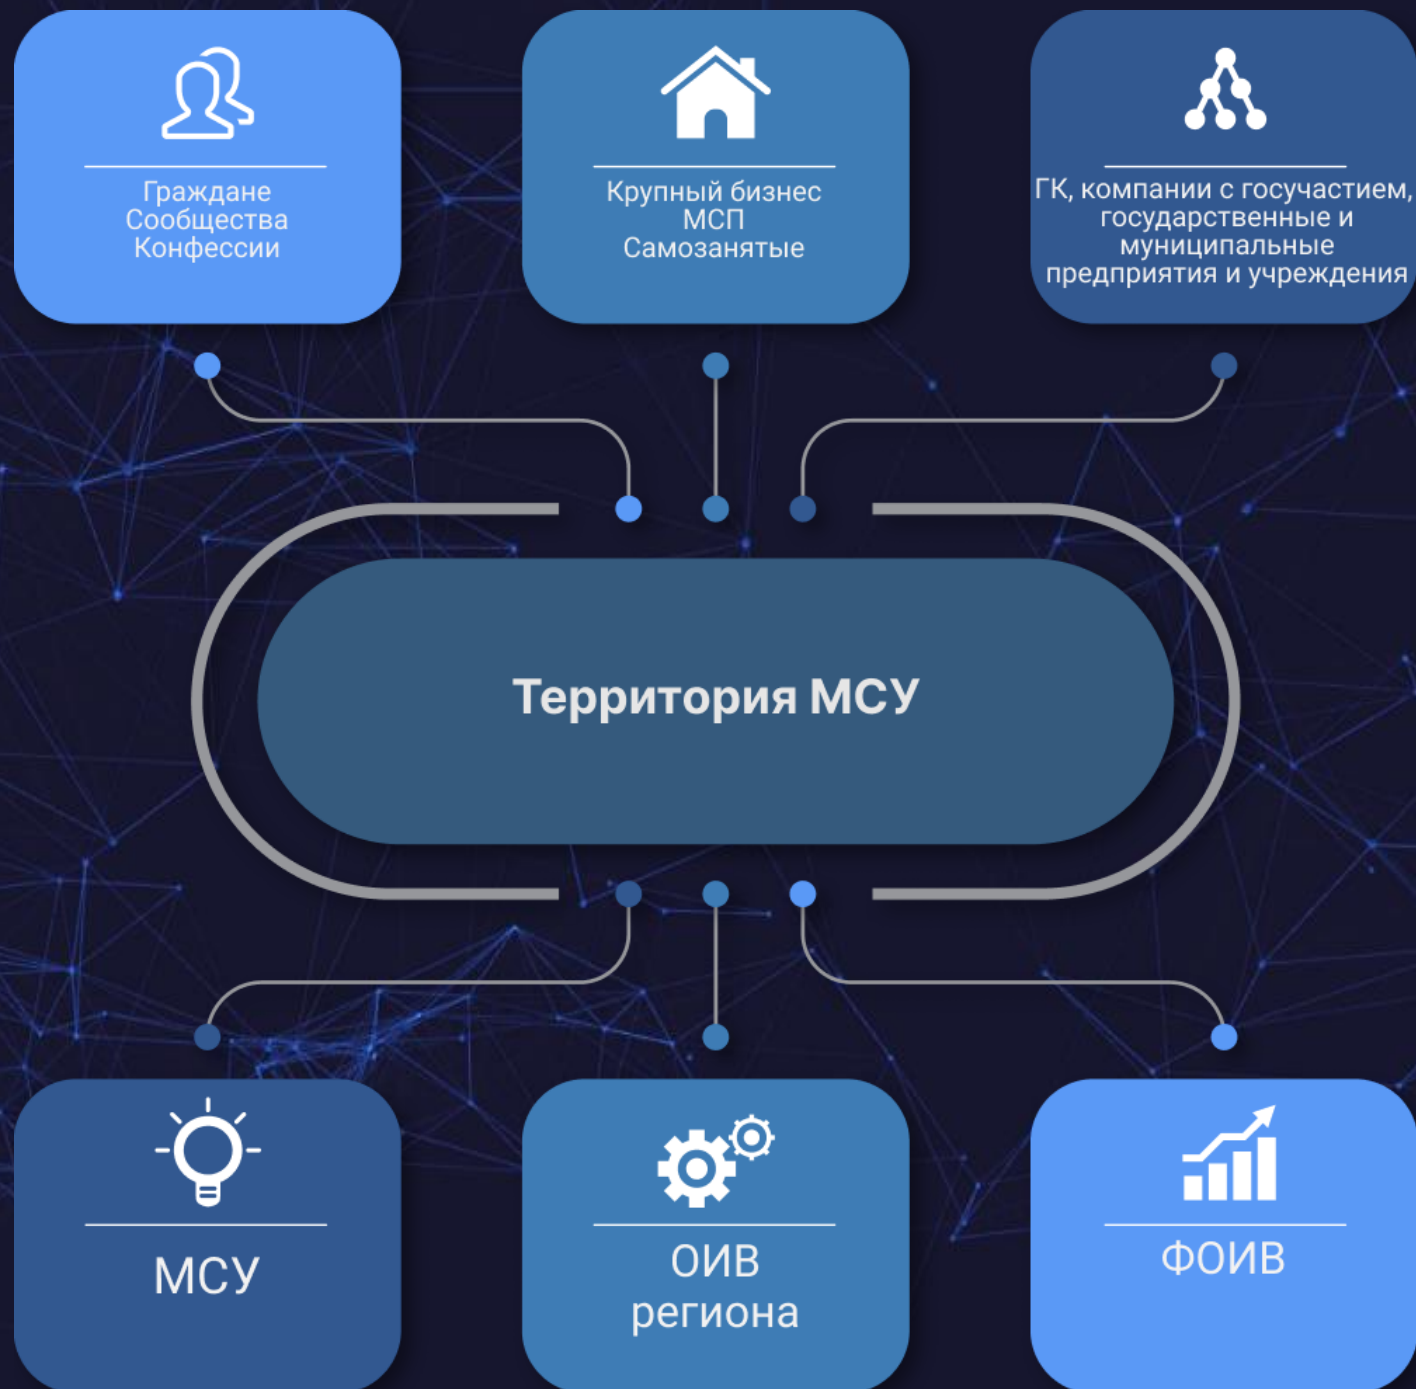 Граждане
Сообщества
Конфессии
Крупный бизнес
МСП
Самозанятые
ГК, компании с госучастием,
государственные и
муниципальные
предприятия и учреждения
Территория МСУ
МСУ
ОИВ
региона
ФОИВ